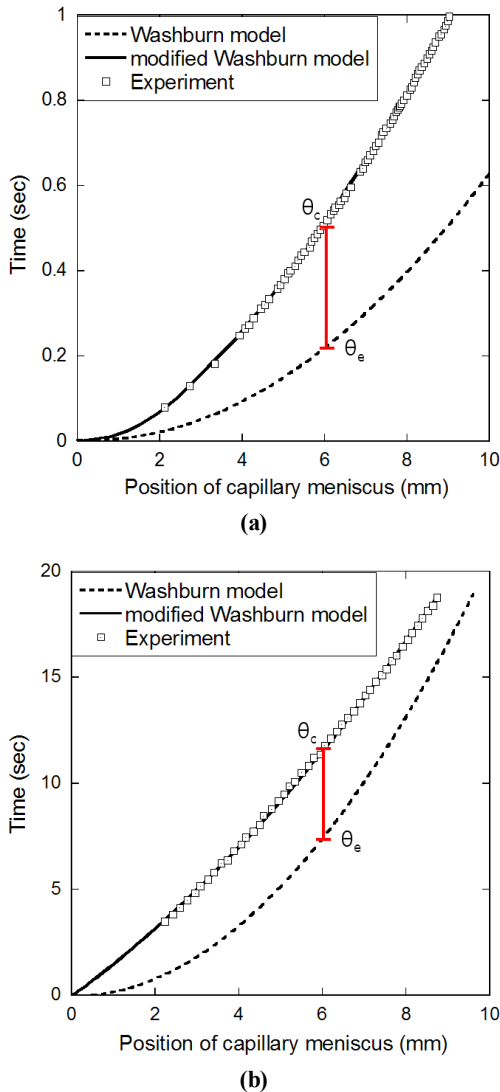 1
0.8
0.6
0.4
0.2
0
Time (sec)
Washburn model
modified Washburn model
Experiment
θc
θe
0 2 4 6 8 10
Position of capillary meniscus (mm)
(a)
20
15
10
5
0
Time (sec)
Washburn model
modified Washburn model
Experiment
θc
θe
0 2 4 6 8 10
Position of capillary meniscus (mm)
(b)